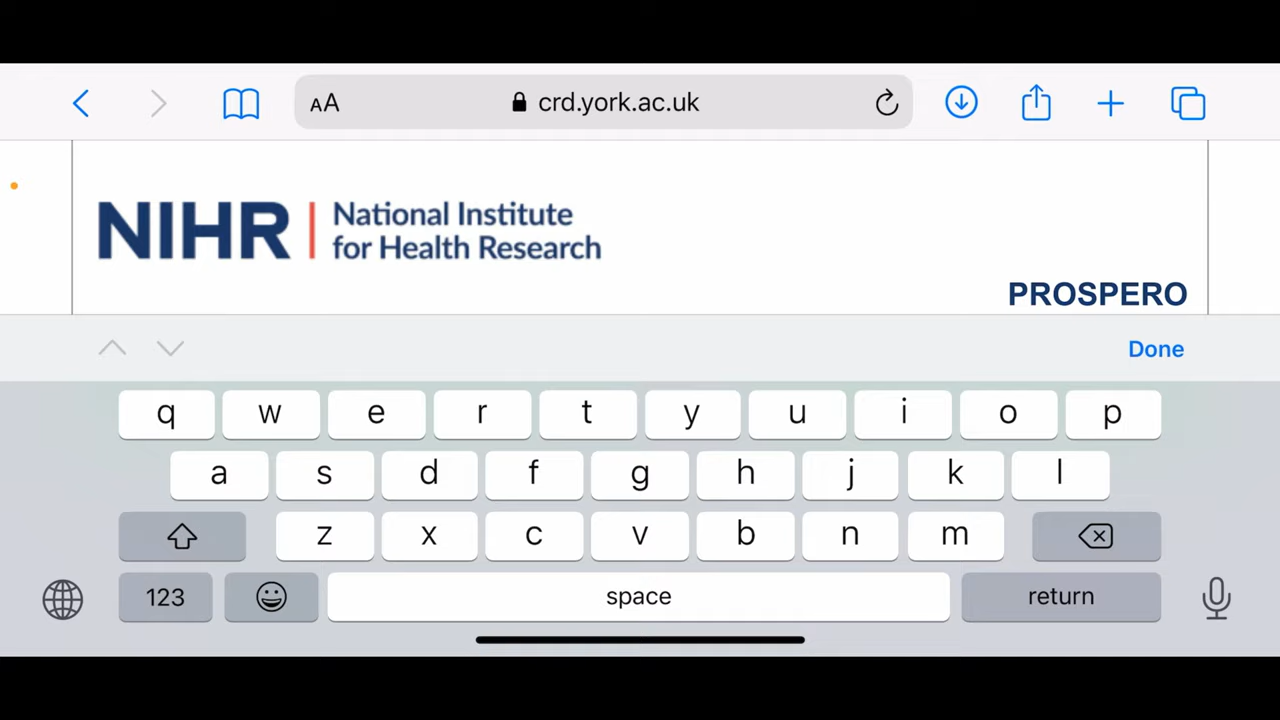 AA crd.york.ac.uk
NIHR National Institute
for Health Research
PROSPERO
Done
q w e r t y u i o p
a s d f g h j k l
z x c v b n m
123 space return